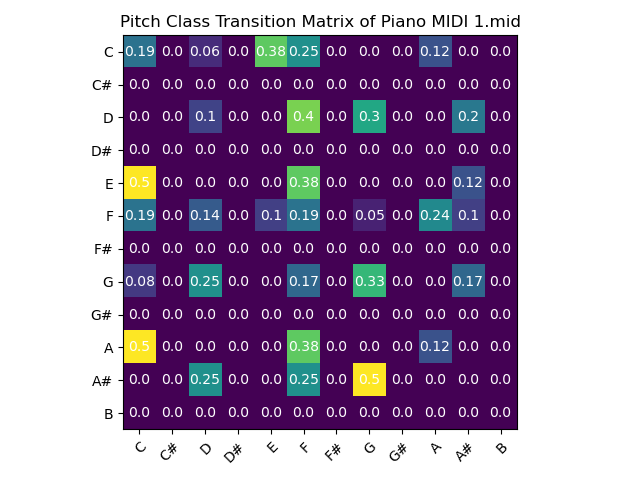 Pitch Class Transition Matrix of Piano MIDI 1.mid
C 0.19 0.0 0.06 0.0 0.38 0.25 0.0 0.0 0.0 0.12 0.0 0.0
C# 0.0 0.0 0.0 0.0 0.0 0.0 0.0 0.0 0.0 0.0 0.0 0.0
D 0.0 0.0 0.1 0.0 0.0 0.4 0.0 0.3 0.0 0.0 0.2 0.0
D# 0.0 0.0 0.0 0.0 0.0 0.0 0.0 0.0 0.0 0.0 0.0 0.0
E 0.5 0.0 0.0 0.0 0.0 0.38 0.0 0.0 0.0 0.0 0.12 0.0
F 0.19 0.0 0.14 0.0 0.1 0.19 0.0 0.05 0.0 0.24 0.1 0.0
F# 0.0 0.0 0.0 0.0 0.0 0.0 0.0 0.0 0.0 0.0 0.0 0.0
G 0.08 0.0 0.25 0.0 0.0 0.17 0.0 0.33 0.0 0.0 0.17 0.0
G# 0.0 0.0 0.0 0.0 0.0 0.0 0.0 0.0 0.0 0.0 0.0 0.0
A 0.5 0.0 0.0 0.0 0.0 0.38 0.0 0.0 0.0 0.12 0.0 0.0
A# 0.0 0.0 0.25 0.0 0.0 0.25 0.0 0.5 0.0 0.0 0.0 0.0
B 0.0 0.0 0.0 0.0 0.0 0.0 0.0 0.0 0.0 0.0 0.0 0.0
C C# D D# E F F# G G# A A# B